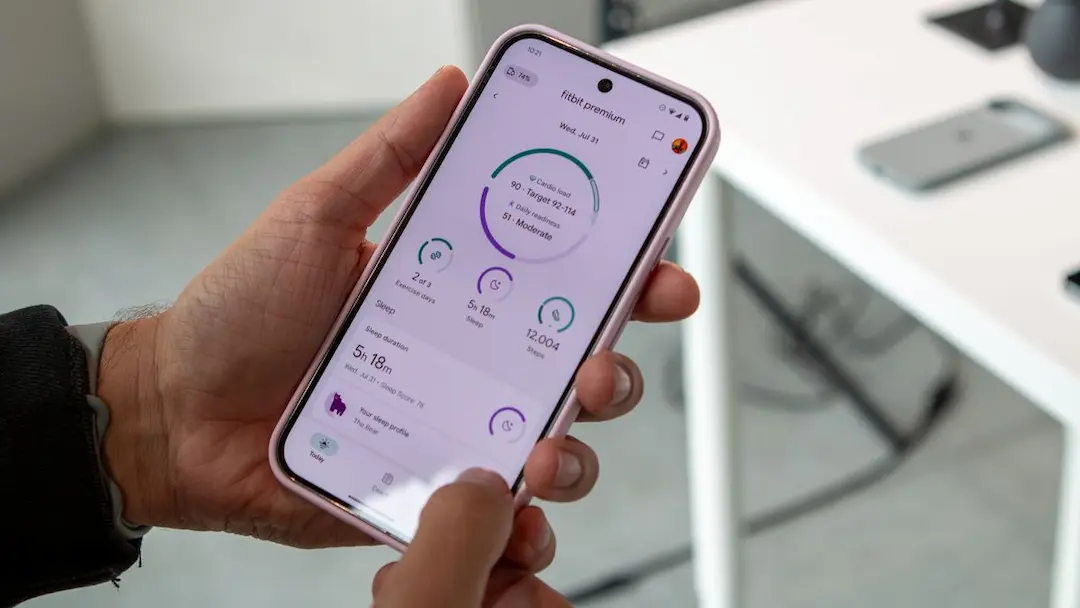 10:21
74%
fitbit premium
Wed, Jul 31
Cardio load
90 · Target 92-114
Daily readiness
51 · Moderate
2 of 3
Exercise days
5h 18m
Sleep
12,004
Steps
Sleep
Sleep duration
5h 18m
Wed, Jul 31 · Sleep Score: 78
Your sleep profile
The Bear
Today